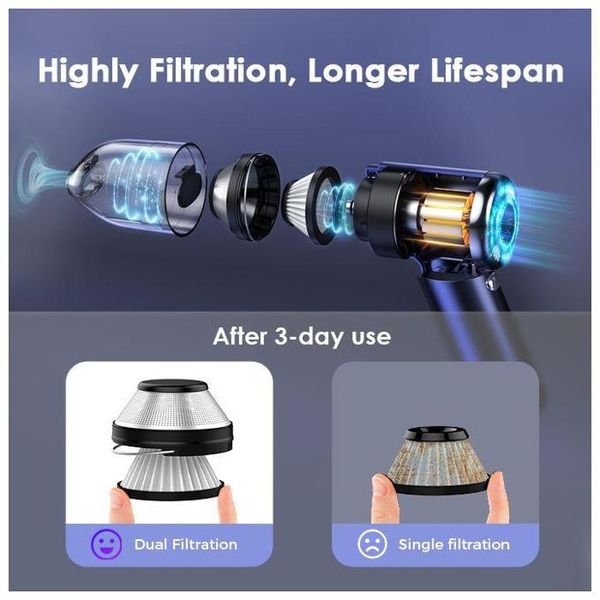 Highly Filtration, Longer Lifespan
After 3-day use
Dual Filtration
Single filtration